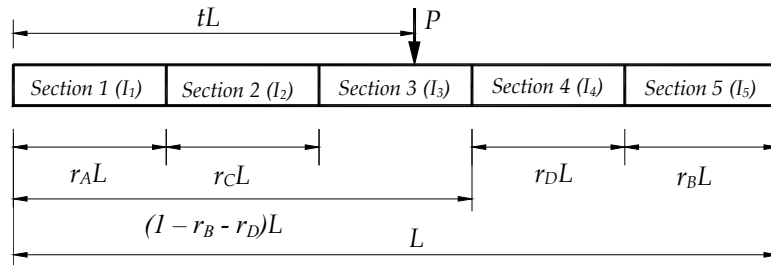 tL
P
Section 1 (I₁) Section 2 (I₂) Section 3 (I₃) Section 4 (I₄) Section 5 (I₅)
r_AL r_CL r_DL r_BL
(1 – r_B - r_D)L
L